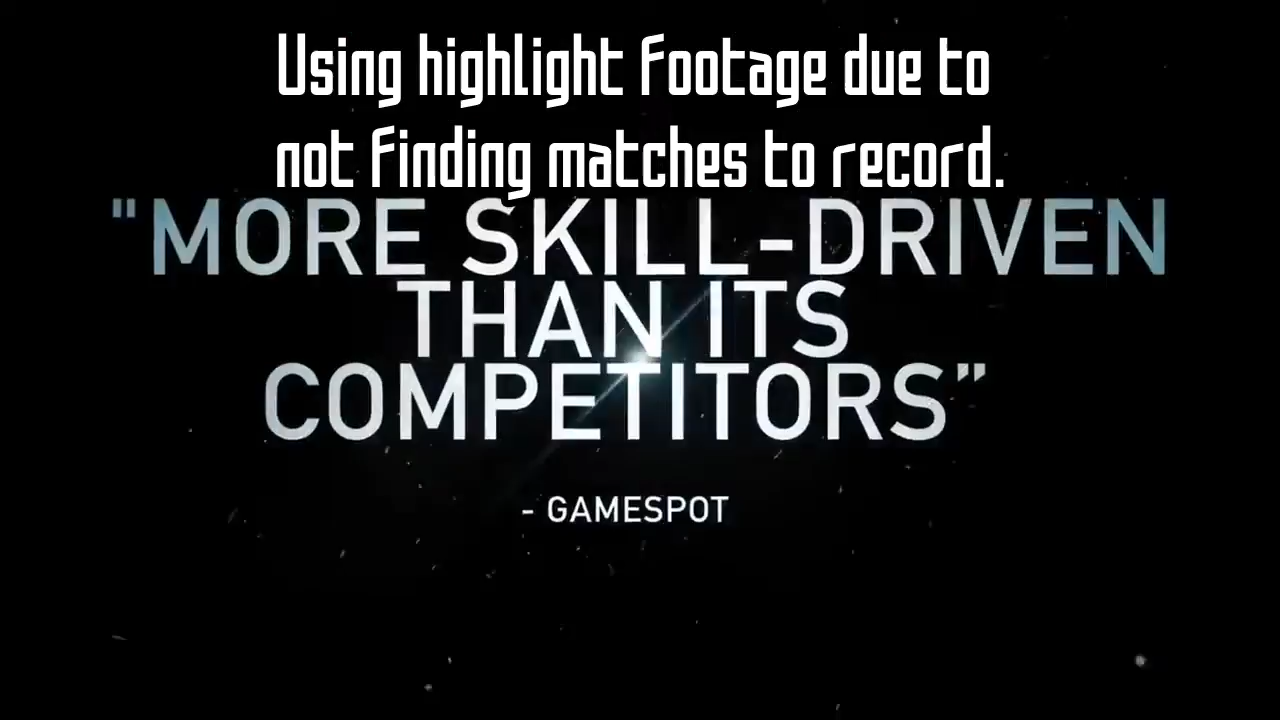 Using highlight footage due to
not finding matches to record.
"MORE SKILL-DRIVEN
THAN ITS
COMPETITORS”
- GAMESPOT